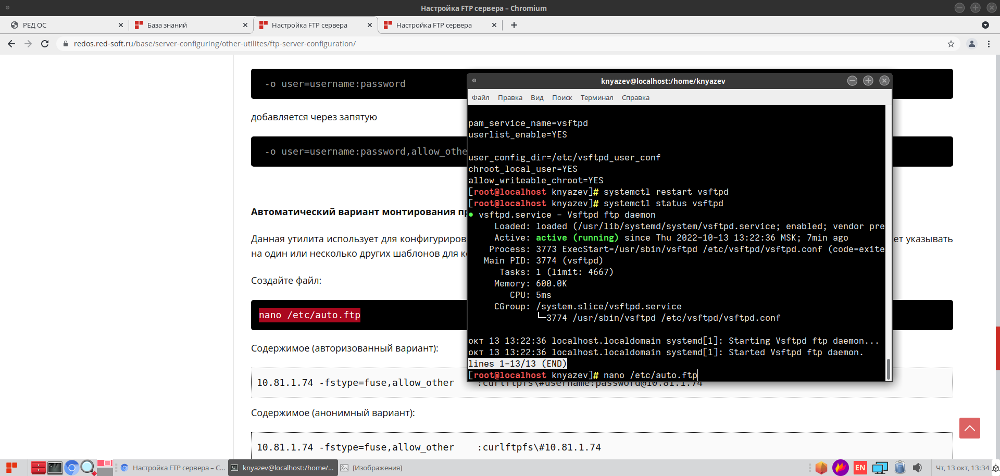 Настройка FTP сервера – Chromium
РЕД ОС
База знаний
Настройка FTP сервера
Настройка FTP сервера
redos.red-soft.ru/base/server-configuring/other-utilites/ftp-server-configuration/
-o user=username:password
добавляется через запятую
-o user=username:password,allow_othe
Автоматический вариант монтирования
Данная утилита использует для
указывать
на один или несколько других шаблонов для
Создайте файл:
nano /etc/auto.ftp
Содержимое (авторизованный вариант):
10.81.1.74 -fstype=fuse,allow_other    :curlftpfs\#username:password@10.81.1.74
Содержимое (анонимный вариант):
10.81.1.74 -fstype=fuse,allow_other    :curlftpfs\#10.81.1.74
knyazev@localhost:/home/knyazev
Файл Правка Вид Поиск Терминал Справка
pam_service_name=vsftpd
userlist_enable=YES
user_config_dir=/etc/vsftpd_user_conf
chroot_local_user=YES
allow_writeable_chroot=YES
[root@localhost knyazev]# systemctl restart vsftpd
[root@localhost knyazev]# systemctl status vsftpd
● vsftpd.service – Vsftpd ftp daemon
Loaded: loaded (/usr/lib/systemd/system/vsftpd.service; enabled; vendor pre
Active: active (running) since Thu 2022-10-13 13:22:36 MSK; 7min ago
Process: 3773 ExecStart=/usr/sbin/vsftpd /etc/vsftpd/vsftpd.conf (code=exite
Main PID: 3774 (vsftpd)
Tasks: 1 (limit: 4667)
Memory: 600.0K
CPU: 5ms
CGroup: /system.slice/vsftpd.service
└─3774 /usr/sbin/vsftpd /etc/vsftpd/vsftpd.conf
окт 13 13:22:36 localhost.localdomain systemd[1]: Starting Vsftpd ftp daemon...
окт 13 13:22:36 localhost.localdomain systemd[1]: Started Vsftpd ftp daemon.
lines 1-13/13 (END)
[root@localhost knyazev]# nano /etc/auto.ftp
Настройка FTP сервера – C...
knyazev@localhost:/home/...
[Изображения]
EN
Чт, 13 окт, 13:34